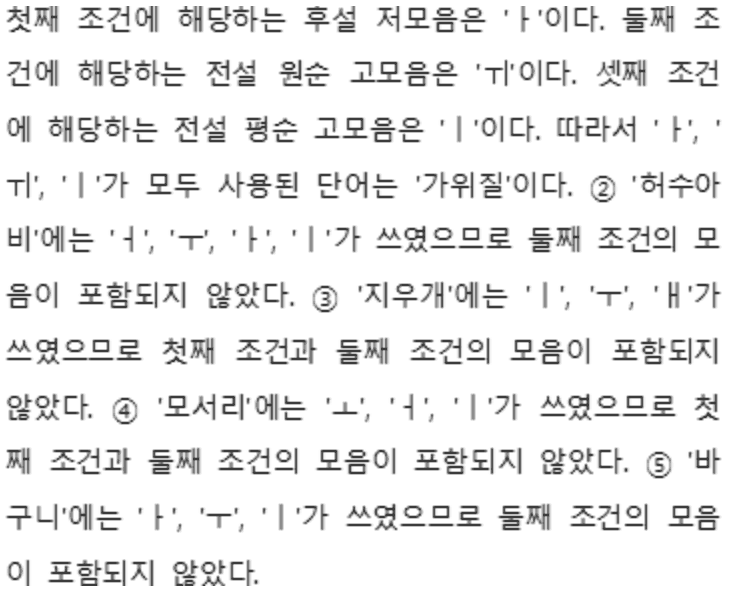 첫째 조건에 해당하는 후설 저모음은 'ㅏ'이다. 둘째 조
건에 해당하는 전설 원순 고모음은 'ㅟ'이다. 셋째 조건
에 해당하는 전설 평순 고모음은 'ㅣ'이다. 따라서 'ㅏ', '
ㅟ', 'ㅣ'가 모두 사용된 단어는 '가위질'이다. ② '허수아
비'에는 'ㅓ', 'ㅜ', 'ㅏ', 'ㅣ'가 쓰였으므로 둘째 조건의 모
음이 포함되지 않았다. ③ '지우개'에는 'ㅣ', 'ㅜ', 'ㅐ'가
쓰였으므로 첫째 조건과 둘째 조건의 모음이 포함되지
않았다. ④ '모서리'에는 'ㅗ', 'ㅓ', 'ㅣ'가 쓰였으므로 첫
째 조건과 둘째 조건의 모음이 포함되지 않았다. ⑤ '바
구니'에는 'ㅏ', 'ㅜ', 'ㅣ'가 쓰였으므로 둘째 조건의 모음
이 포함되지 않았다.